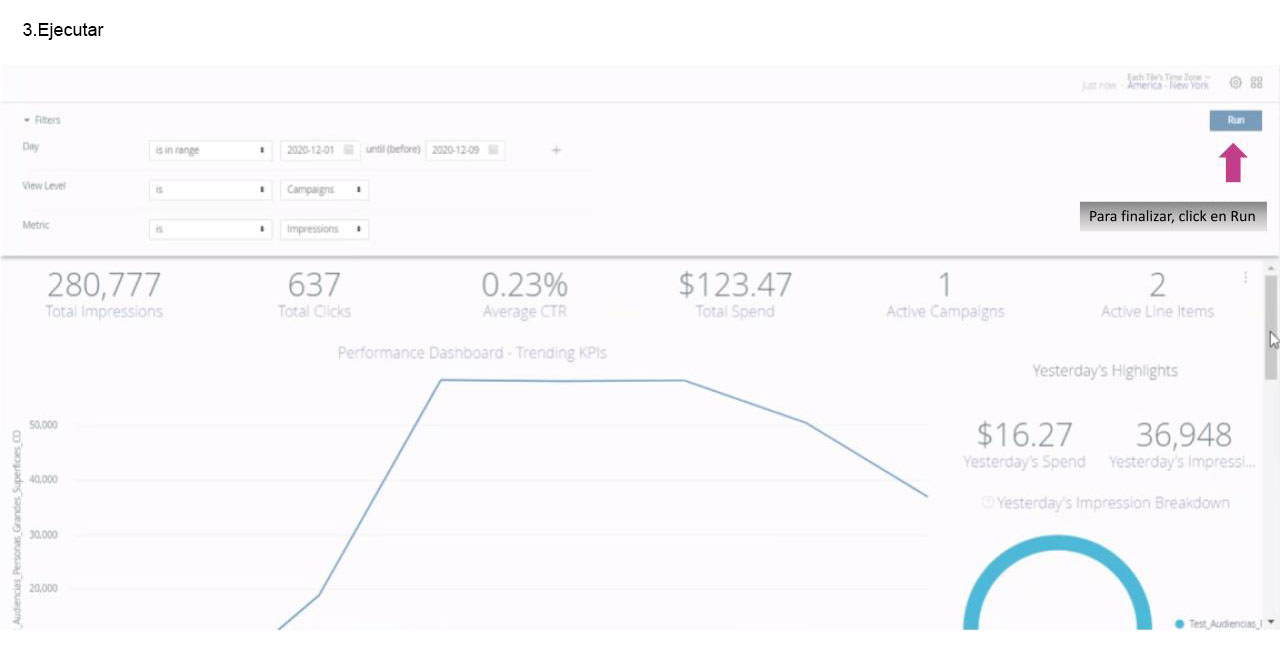 3.Ejecutar
Each Tile's Time Zone
just now · America - New York
Filters
Run
Day
is in range
2020-12-01
until (before)
2020-12-09
View Level
is
Campaigns
Metric
is
Impressions
Para finalizar, click en Run
280,777
Total Impressions
637
Total Clicks
0.23%
Average CTR
$123.47
Total Spend
1
Active Campaigns
2
Active Line Items
Performance Dashboard - Trending KPIs
50,000
40,000
30,000
20,000
_Audiencias_Personas_Grandes_Superficies_CO
Yesterday's Highlights
$16.27
Yesterday's Spend
36,948
Yesterday's Impressi...
Yesterday's Impression Breakdown
Test_Audiencias_